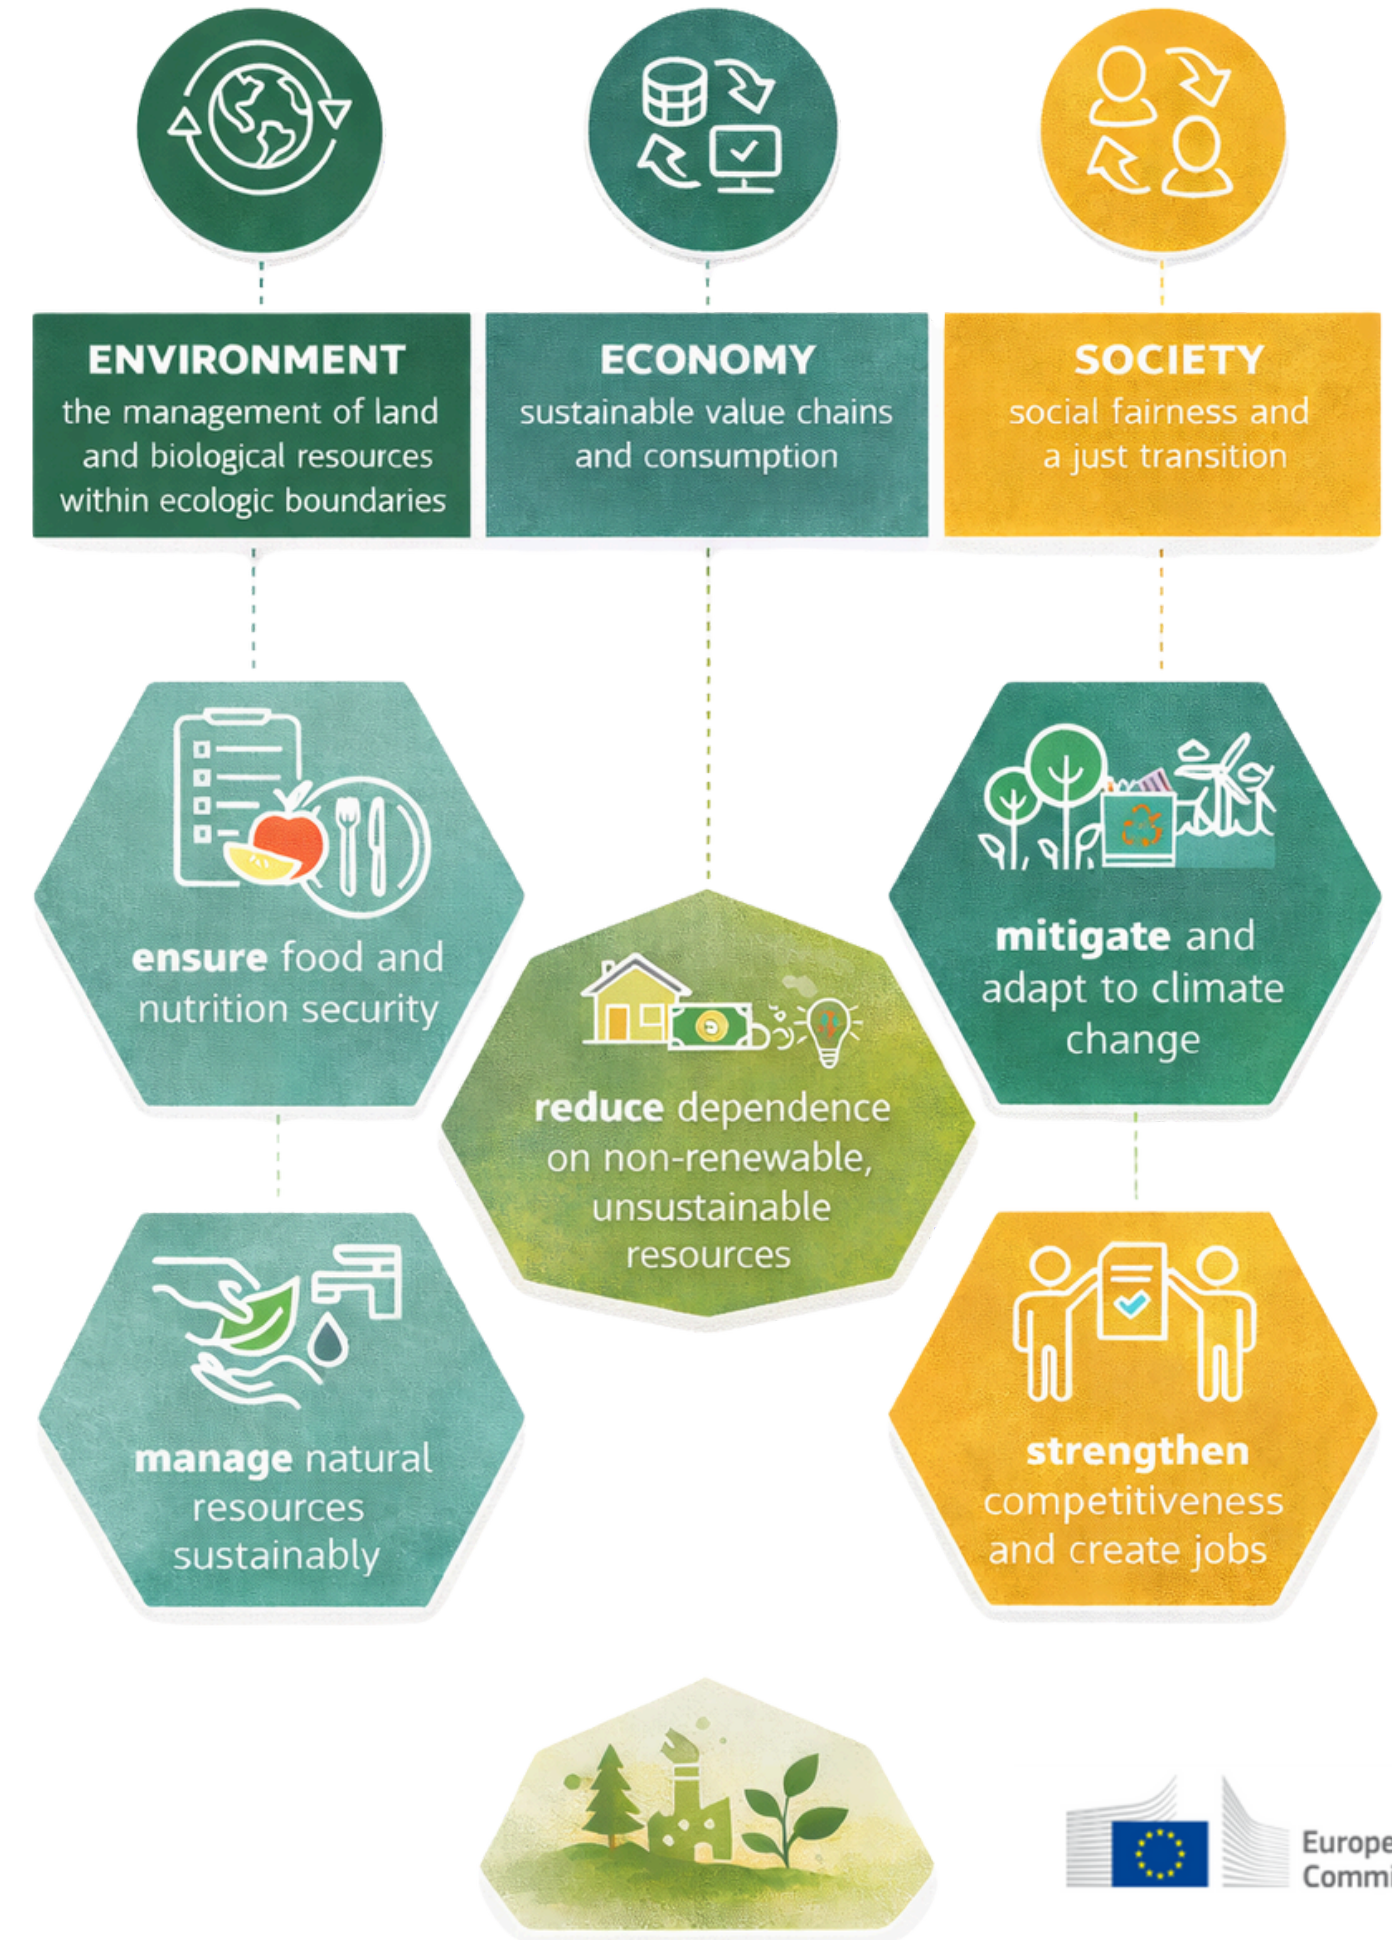 ENVIRONMENT
the management of land
and biological resources
within ecologic boundaries
ECONOMY
sustainable value chains
and consumption
SOCIETY
social fairness and
a just transition
ensure food and
nutrition security
mitigate and
adapt to climate
change
reduce dependence
on non-renewable,
unsustainable
resources
manage natural
resources
sustainably
strengthen
competitiveness
and create jobs
Europe
Commi